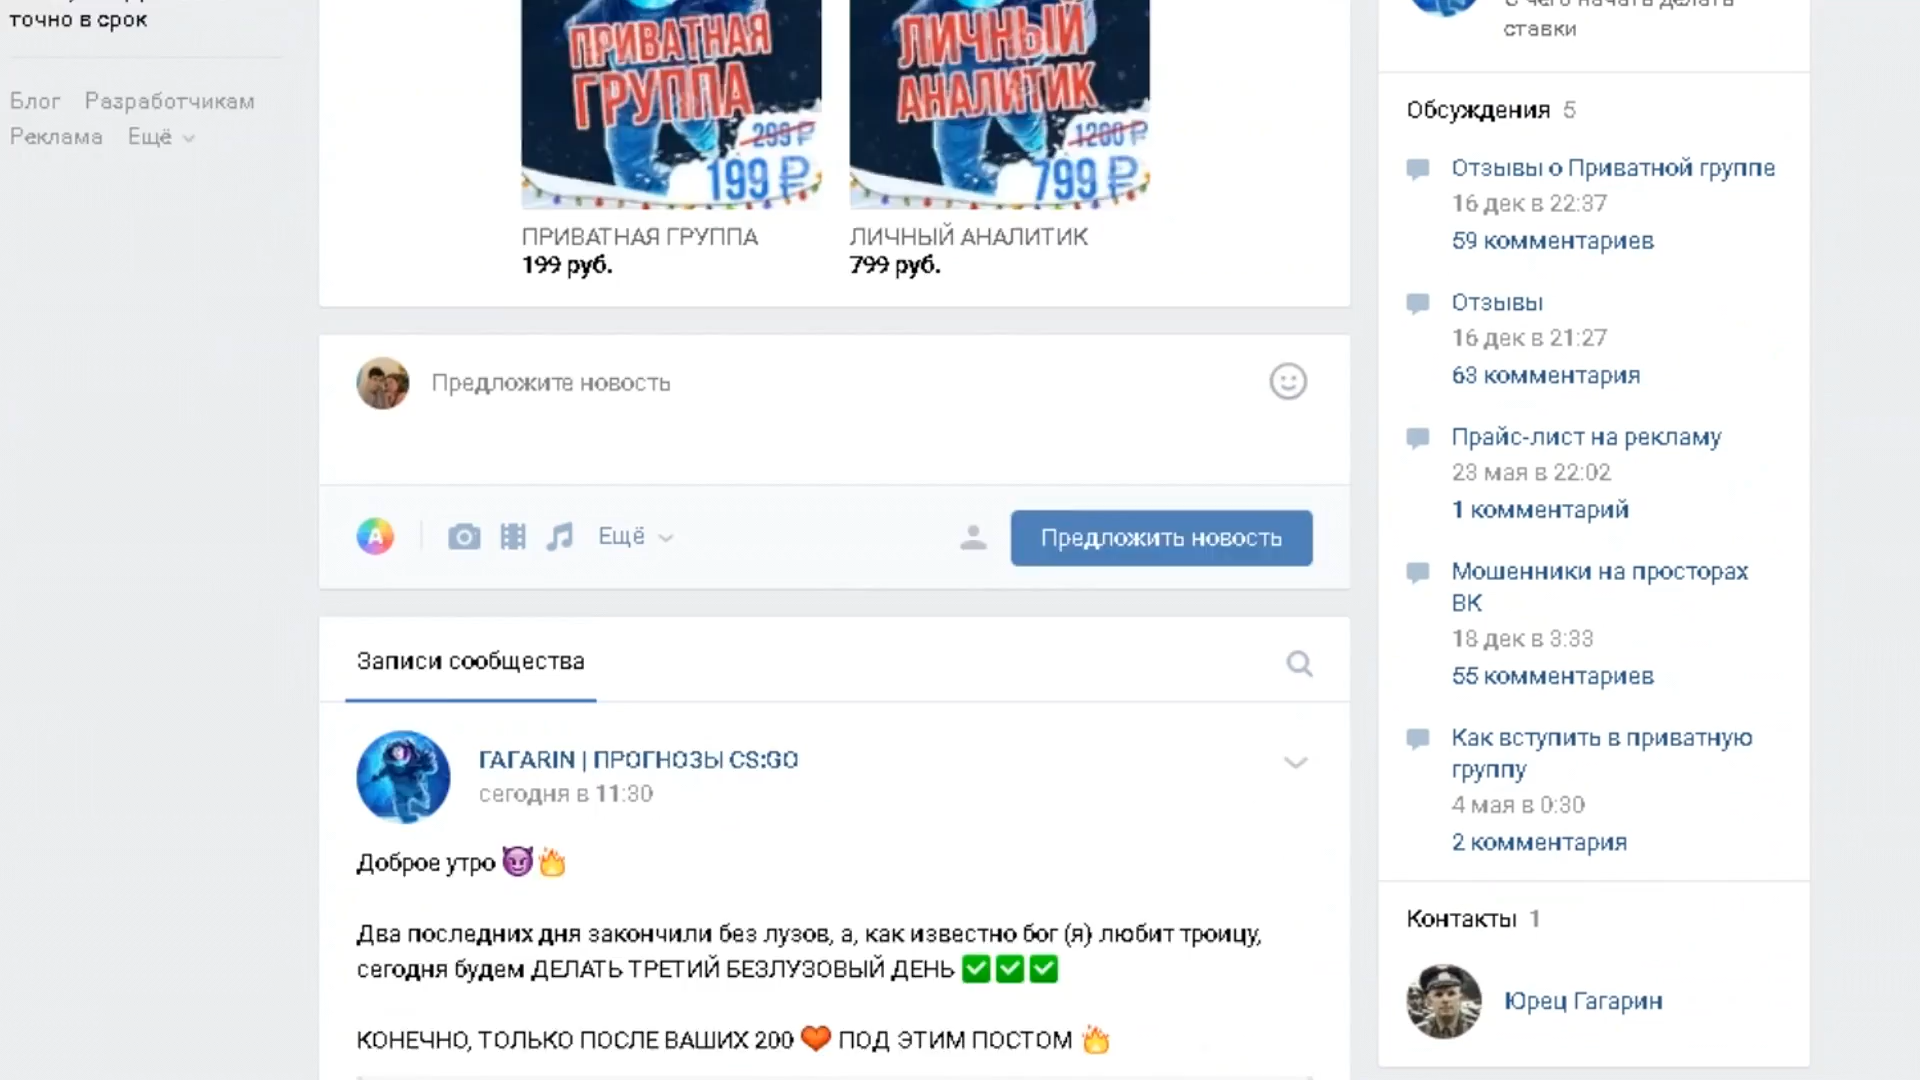 точно в срок
Блог Разработчикам
Реклама Ещё
ПРИВАТНАЯ
ГРУППА
299 ₽
199 ₽
ЛИЧНЫЙ
АНАЛИТИК
1200 ₽
799 ₽
ПРИВАТНАЯ ГРУППА
199 руб.
ЛИЧНЫЙ АНАЛИТИК
799 руб.
Предложите новость
A
Ещё
Предложить новость
Записи сообщества
ГАГАRIN | ПРОГНОЗЫ CS:GO
сегодня в 11:30
Доброе утро 😈🔥
Два последних дня закончили без лузов, а, как известно бог (я) любит троицу,
сегодня будем ДЕЛАТЬ ТРЕТИЙ БЕЗЛУЗОВЫЙ ДЕНЬ ✅✅✅
КОНЕЧНО, ТОЛЬКО ПОСЛЕ ВАШИХ 200 ❤ ПОД ЭТИМ ПОСТОМ 🔥
С чего начать делать
ставки
Обсуждения 5
Отзывы о Приватной группе
16 дек в 22:37
59 комментариев
Отзывы
16 дек в 21:27
63 комментария
Прайс-лист на рекламу
23 мая в 22:02
1 комментарий
Мошенники на просторах
ВК
18 дек в 3:33
55 комментариев
Как вступить в приватную
группу
4 мая в 0:30
2 комментария
Контакты 1
Юрец Гагарин